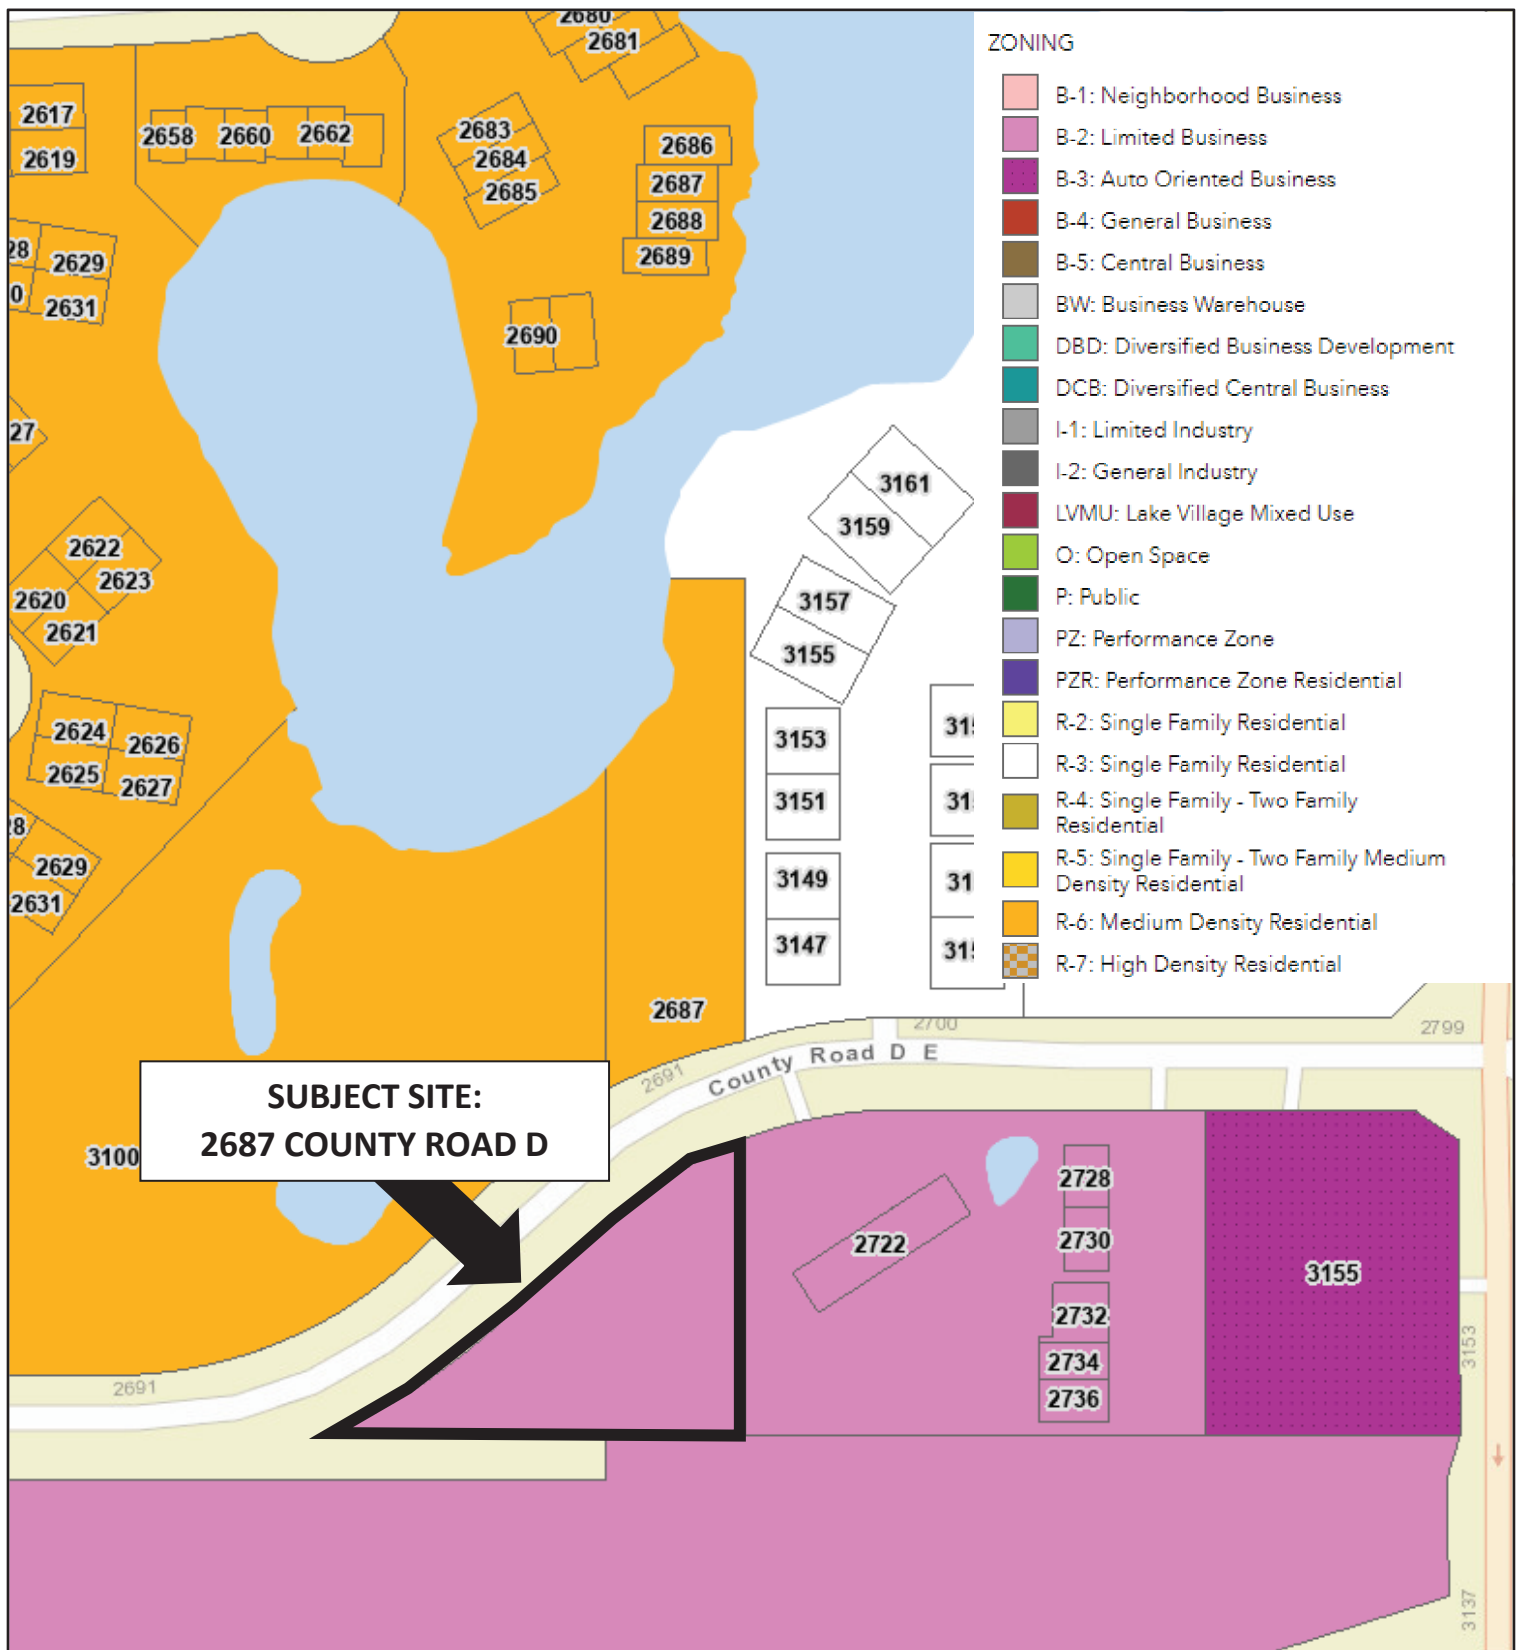 2680
2681
2617
2619
2658
2660
2662
2683
2684
2685
2686
2687
2688
2689
28
2629
0
2631
2690
27
3161
3159
2622
2623
2620
2621
3157
3155
2624
2626
2625
2627
3153
315
3151
31
28
2629
2631
3149
31
3147
315
2687
ZONING
B-1: Neighborhood Business
B-2: Limited Business
B-3: Auto Oriented Business
B-4: General Business
B-5: Central Business
BW: Business Warehouse
DBD: Diversified Business Development
DCB: Diversified Central Business
I-1: Limited Industry
I-2: General Industry
LVMU: Lake Village Mixed Use
O: Open Space
P: Public
PZ: Performance Zone
PZR: Performance Zone Residential
R-2: Single Family Residential
R-3: Single Family Residential
R-4: Single Family - Two Family
Residential
R-5: Single Family - Two Family Medium
Density Residential
R-6: Medium Density Residential
R-7: High Density Residential
2700
2799
2691
County Road D E
SUBJECT SITE:
2687 COUNTY ROAD D
3100
2728
2722
2730
2732
2734
2736
3155
3153
2691
3137